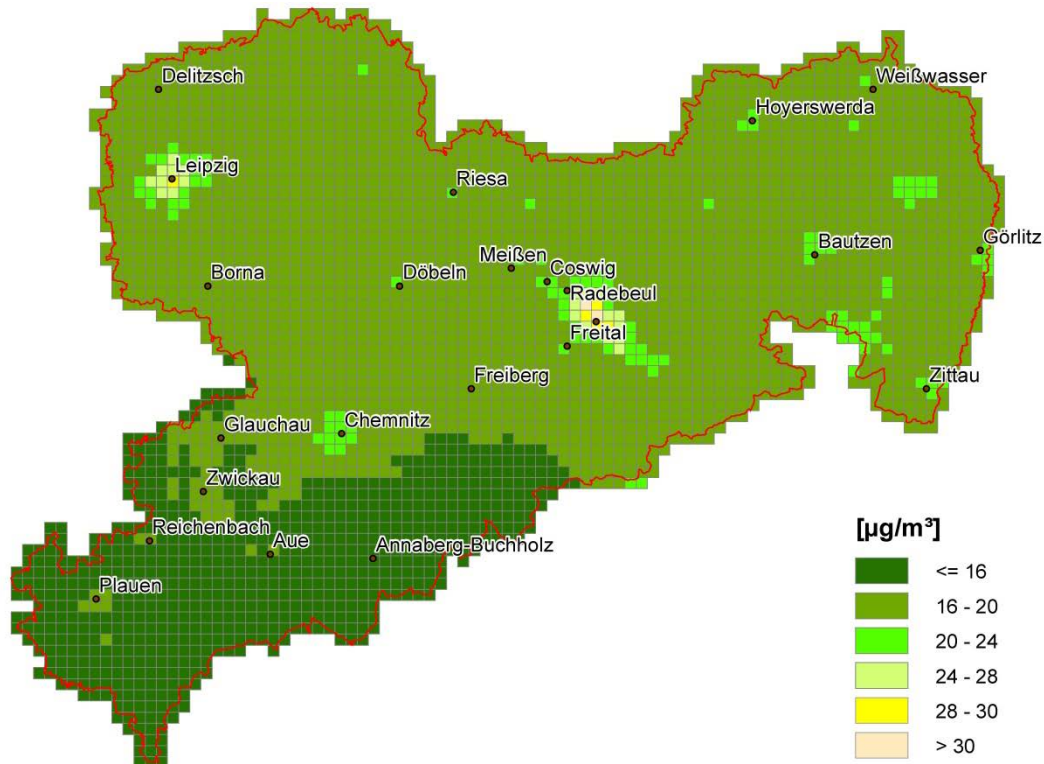 Delitzsch
Weißwasser
Hoyerswerda
Leipzig
Riesa
Görlitz
Bautzen
Meißen
Coswig
Borna
Döbeln
Radebeul
Freital
Freiberg
Zittau
Chemnitz
Glauchau
Zwickau
Reichenbach
Aue
Annaberg-Buchholz
Plauen
[µg/m³]
<= 16
16 - 20
20 - 24
24 - 28
28 - 30
> 30